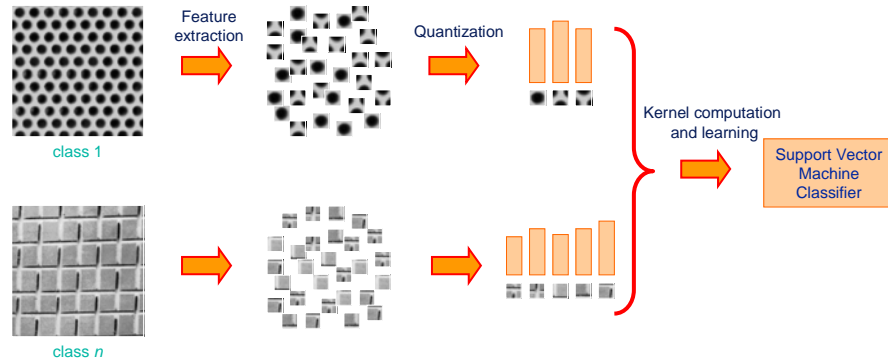 Feature
extraction
Quantization
Kernel computation
and learning
class 1
Support Vector
Machine
Classifier
class n